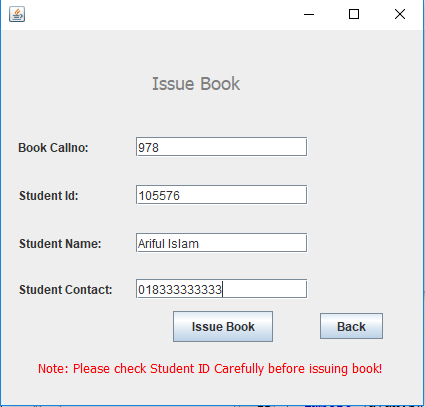 Issue Book
Book Callno: 978
Student Id: 105576
Student Name: Ariful Islam
Student Contact: 018333333333
Issue Book Back
Note: Please check Student ID Carefully before issuing book!